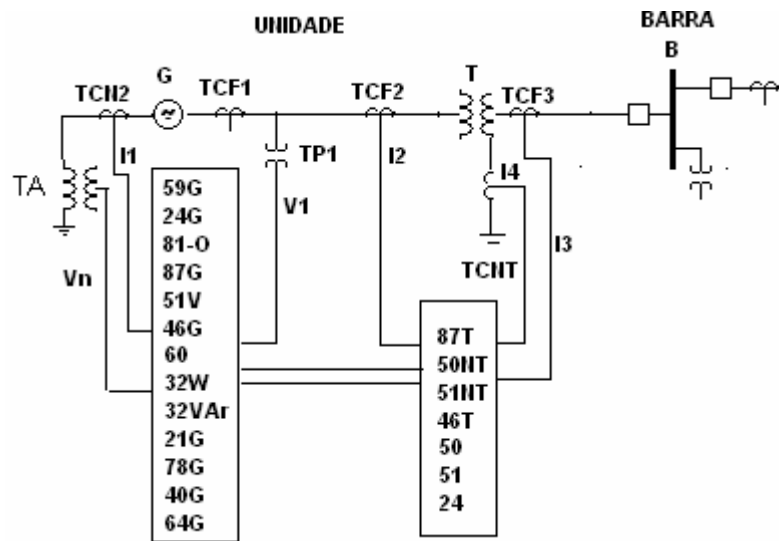 UNIDADE
BARRA
B
G
TCN2
TCF1
TCF2
T
TCF3
I1
TP1
I2
I4
TA
V1
I3
Vn
TCNT
59G
24G
81-O
87G
51V
46G
60
32W
32VAr
21G
78G
40G
64G
87T
50NT
51NT
46T
50
51
24